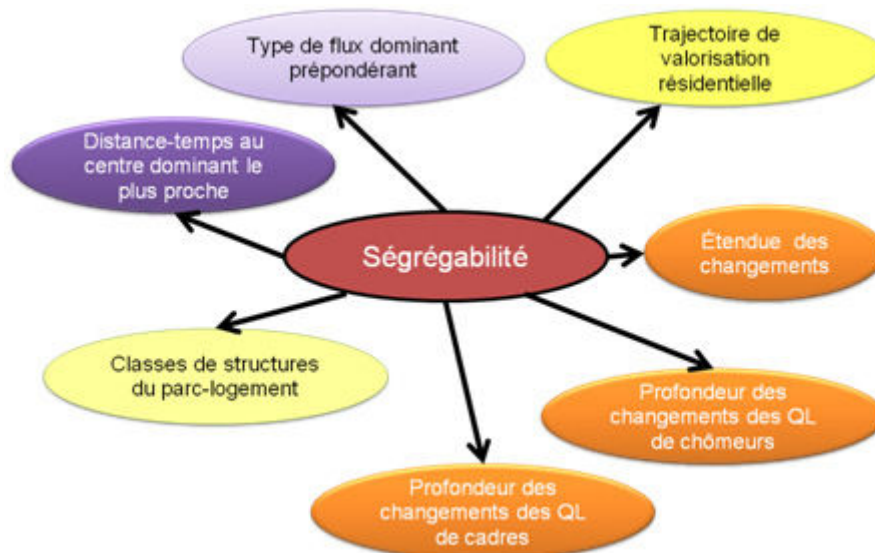 Type de flux dominant
prépondérant
Trajectoire de
valorisation
résidentielle
Distance-temps au
centre dominant le
plus proche
Ségrégabilité
Étendue des
changements
Classes de structures
du parc-logement
Profondeur des
changements des QL
de chômeurs
Profondeur des
changements des QL
de cadres